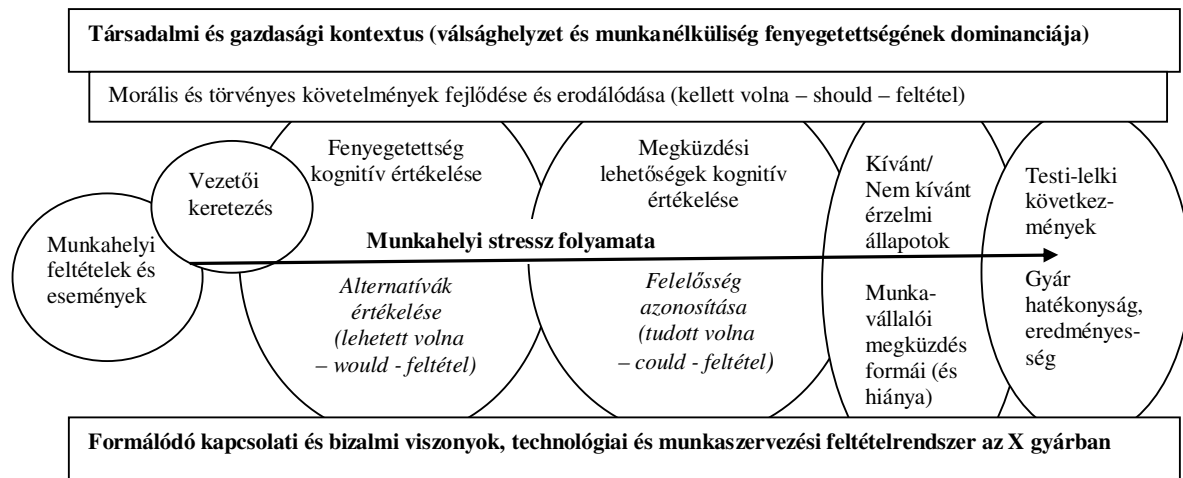 Társadalmi és gazdasági kontextus (válsághelyzet és munkanélküliség fenyegetettségének dominanciája)
Morális és törvényes követelmények fejlődése és erodálódása (kellett volna – should – feltétel)
Munkahelyi
feltételek és
események
Vezetői
keretezés
Fenyegetettség
kognitív értékelése
Megküzdési
lehetőségek kognitív
értékelése
Kívánt/
Nem kívánt
érzelmi
állapotok
Testi-lelki
következ-
mények
Munkahelyi stressz folyamata
Alternatívák
értékelése
(lehetett volna
– would - feltétel)
Felelősség
azonosítása
(tudott volna
– could - feltétel)
Munka-
vállalói
megküzdés
formái (és
hiánya)
Gyár
hatékonyság,
eredményes-
ség
Formálódó kapcsolati és bizalmi viszonyok, technológiai és munkaszervezési feltételrendszer az X gyárban